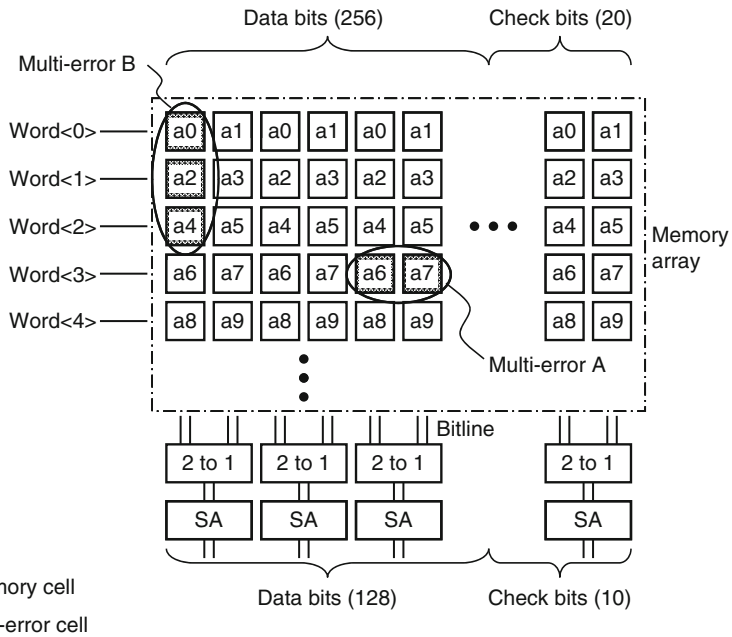 Data bits (256) Check bits (20)
Multi-error B
Word<0> a0 a1 a0 a1 a0 a1 a0 a1
Word<1> a2 a3 a2 a3 a2 a3 a2 a3
Word<2> a4 a5 a4 a5 a4 a5 a4 a5
Memory
array
Word<3> a6 a7 a6 a7 a6 a7 a6 a7
Word<4> a8 a9 a8 a9 a8 a9 a8 a9
Multi-error A
Bitline
2 to 1 2 to 1 2 to 1 2 to 1
SA SA SA SA
Data bits (128) Check bits (10)
mory cell
-error cell